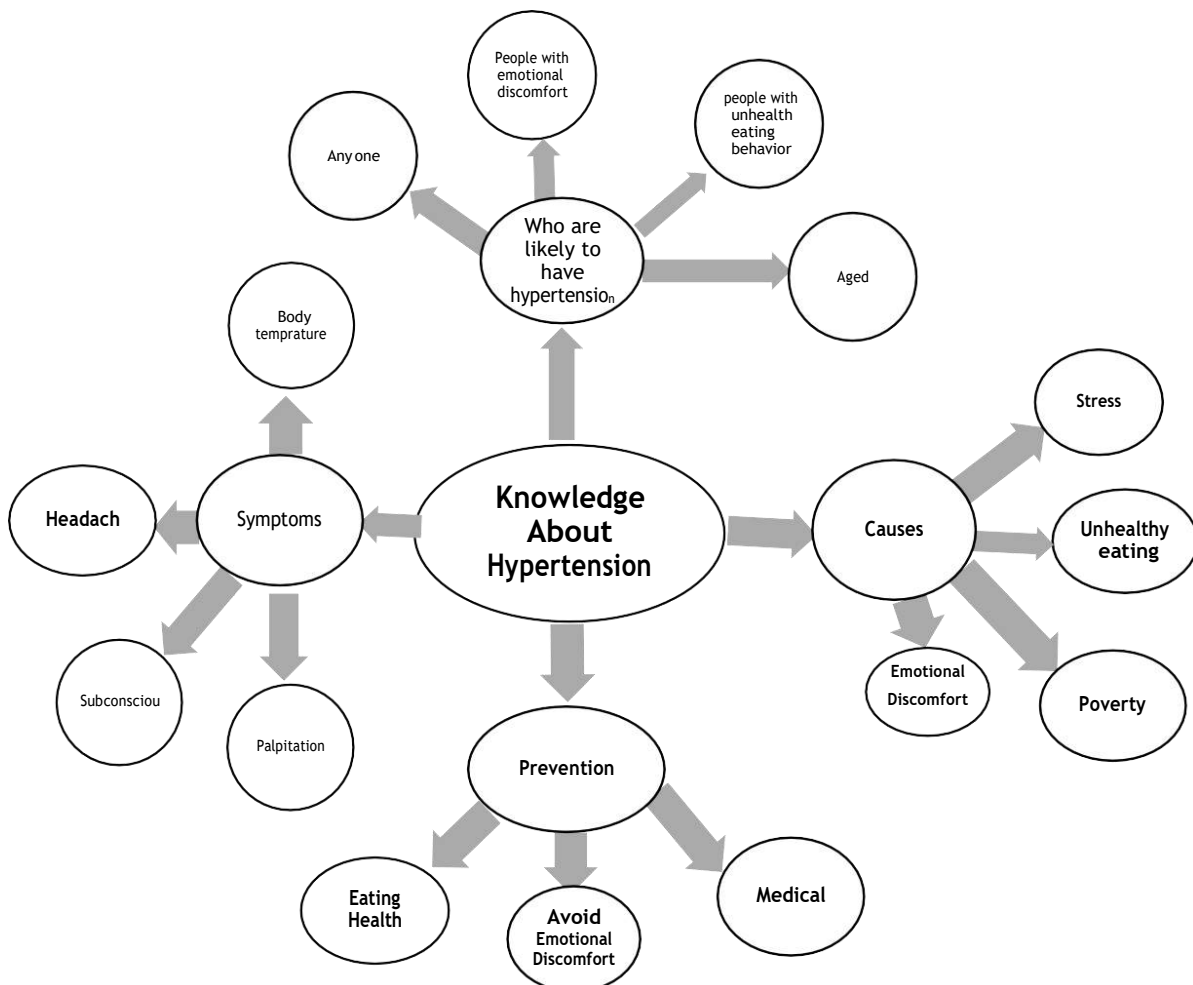 People with
emotional
discomfort
people with
unhealth
eating
behavior
Any one
Who are
likely to
have
hypertension
Aged
Body
temprature
Stress
Headach
Symptoms
Knowledge
About
Hypertension
Causes
Unhealthy
eating
Subconsciou
Palpitation
Emotional
Discomfort
Poverty
Prevention
Eating
Health
Avoid
Emotional
Discomfort
Medical